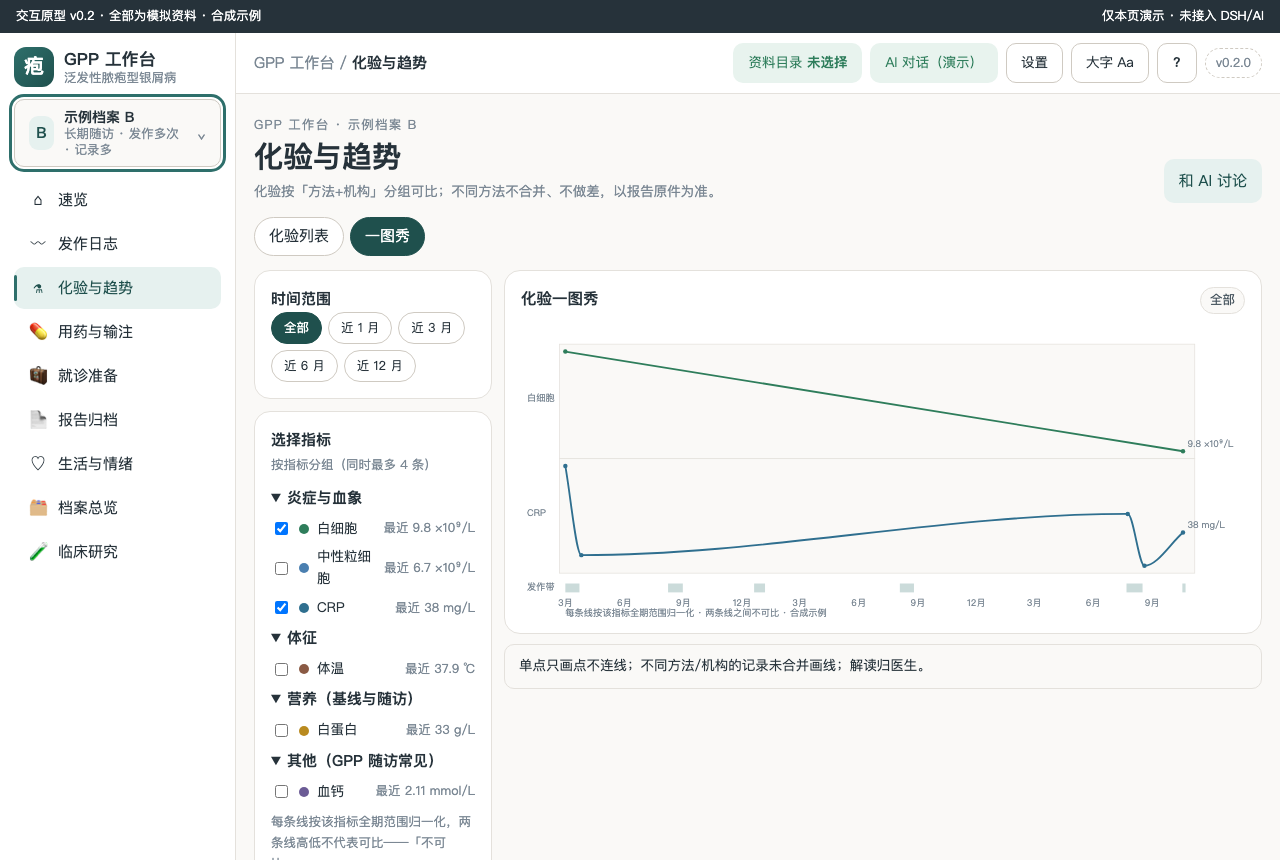 交互原型 v0.2 · 全部为模拟资料 · 合成示例
仅本页演示 · 未接入 DSH/AI
疱
GPP 工作台
泛发性脓疱型银屑病
B
示例档案 B
长期随访 · 发作多次
· 记录多
速览
发作日志
化验与趋势
用药与输注
就诊准备
报告归档
生活与情绪
档案总览
临床研究
GPP 工作台 / 化验与趋势
资料目录 未选择
AI 对话（演示）
设置
大字 Aa
?
v0.2.0
GPP 工作台 · 示例档案 B
化验与趋势
化验按「方法+机构」分组可比；不同方法不合并、不做差，以报告原件为准。
和 AI 讨论
化验列表
一图秀
时间范围
全部
近 1 月
近 3 月
近 6 月
近 12 月
选择指标
按指标分组（同时最多 4 条）
▼ 炎症与血象
白细胞 最近 9.8 ×10⁹/L
中性粒细
胞
最近 6.7 ×10⁹/L
CRP 最近 38 mg/L
▼ 体征
体温 最近 37.9 ℃
▼ 营养（基线与随访）
白蛋白 最近 33 g/L
▼ 其他（GPP 随访常见）
血钙 最近 2.11 mmol/L
每条线按该指标全期范围归一化，两
条线高低不代表可比——「不可
化验一图秀
全部
白细胞
9.8 ×10⁹/L
CRP
38 mg/L
发作带
3月 6月 9月 12月 3月 6月 9月 12月 3月 6月 9月
每条线按该指标全期范围归一化 · 两条线之间不可比 · 合成示例
单点只画点不连线；不同方法/机构的记录未合并画线；解读归医生。